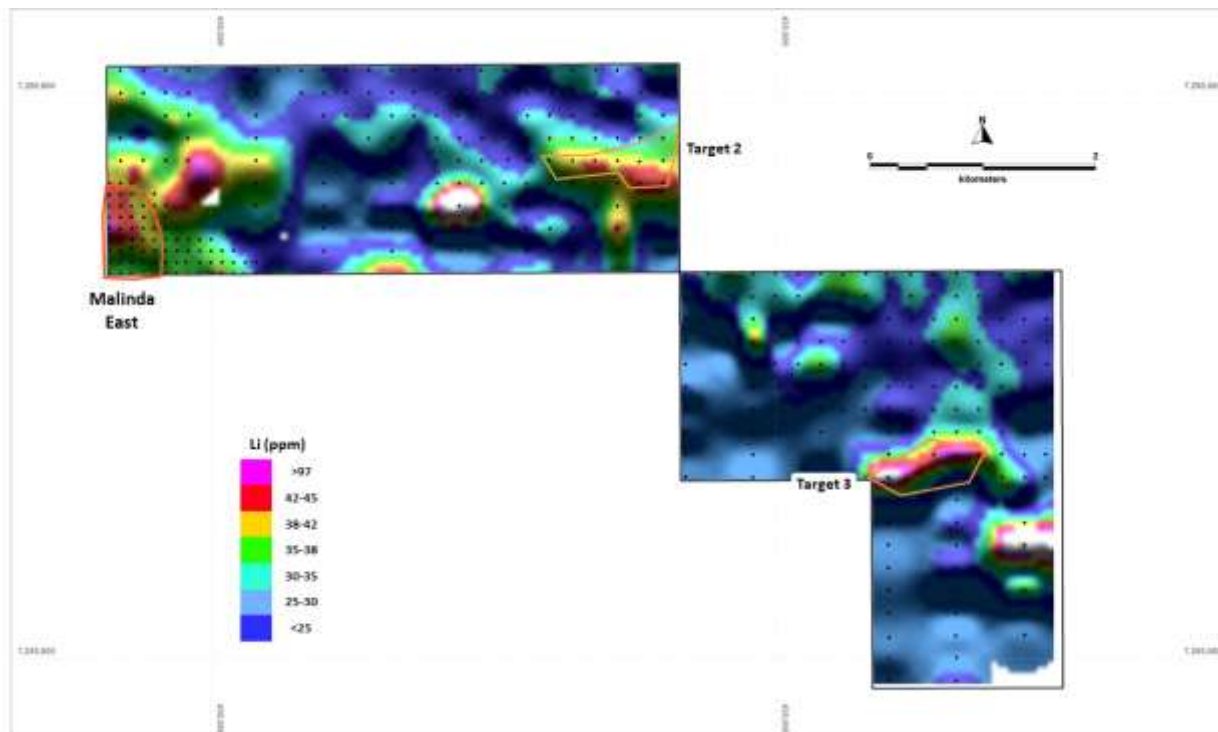 N
0 2
kilometers
Target 2
Malinda
East
Li (ppm)
>97
42-45
38-42
35-38
30-35
25-30
<25
Target 3